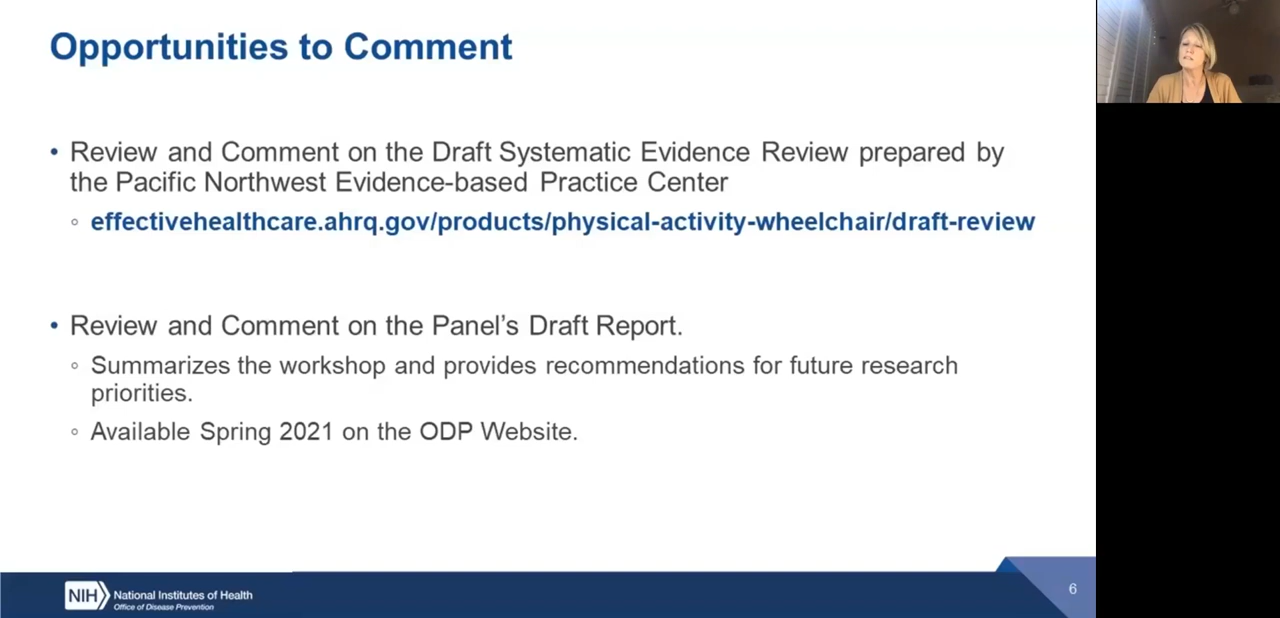 Opportunities to Comment
• Review and Comment on the Draft Systematic Evidence Review prepared by
the Pacific Northwest Evidence-based Practice Center
◦ effectivehealthcare.ahrq.gov/products/physical-activity-wheelchair/draft-review
• Review and Comment on the Panel’s Draft Report.
◦ Summarizes the workshop and provides recommendations for future research
priorities.
◦ Available Spring 2021 on the ODP Website.
NIH National Institutes of Health
Office of Disease Prevention
6